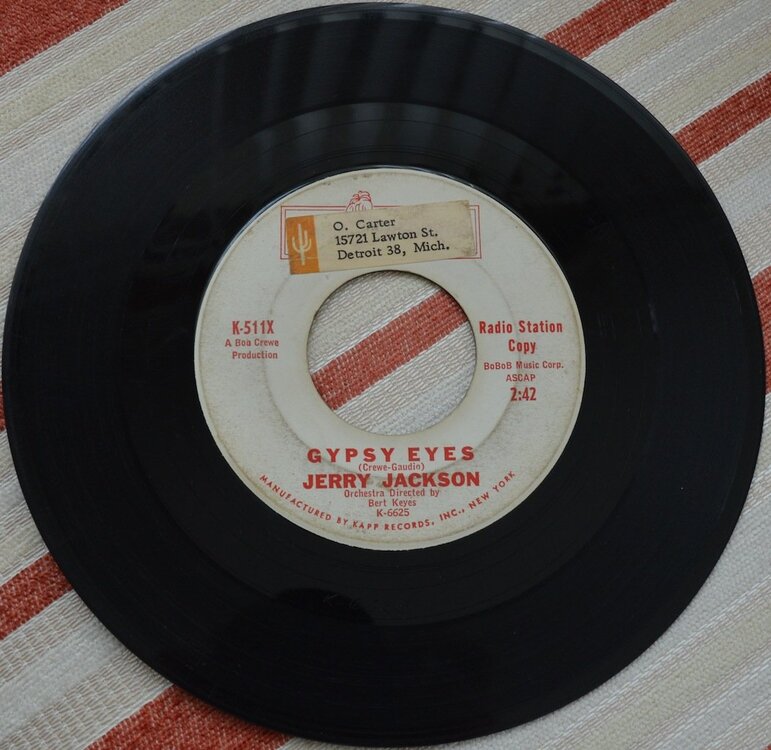 O. Carter
15721 Lawton St.
Detroit 38, Mich.
K-511X
A Bob Crewe
Production
Radio Station
Copy
BoBoB Music Corp.
ASCAP
2:42
GYPSY EYES
(Crewe-Gaudio)
JERRY JACKSON
Orchestra Directed by
Bert Keyes
K-6625
MANUFACTURED BY KAPP RECORDS, INC., NEW YORK